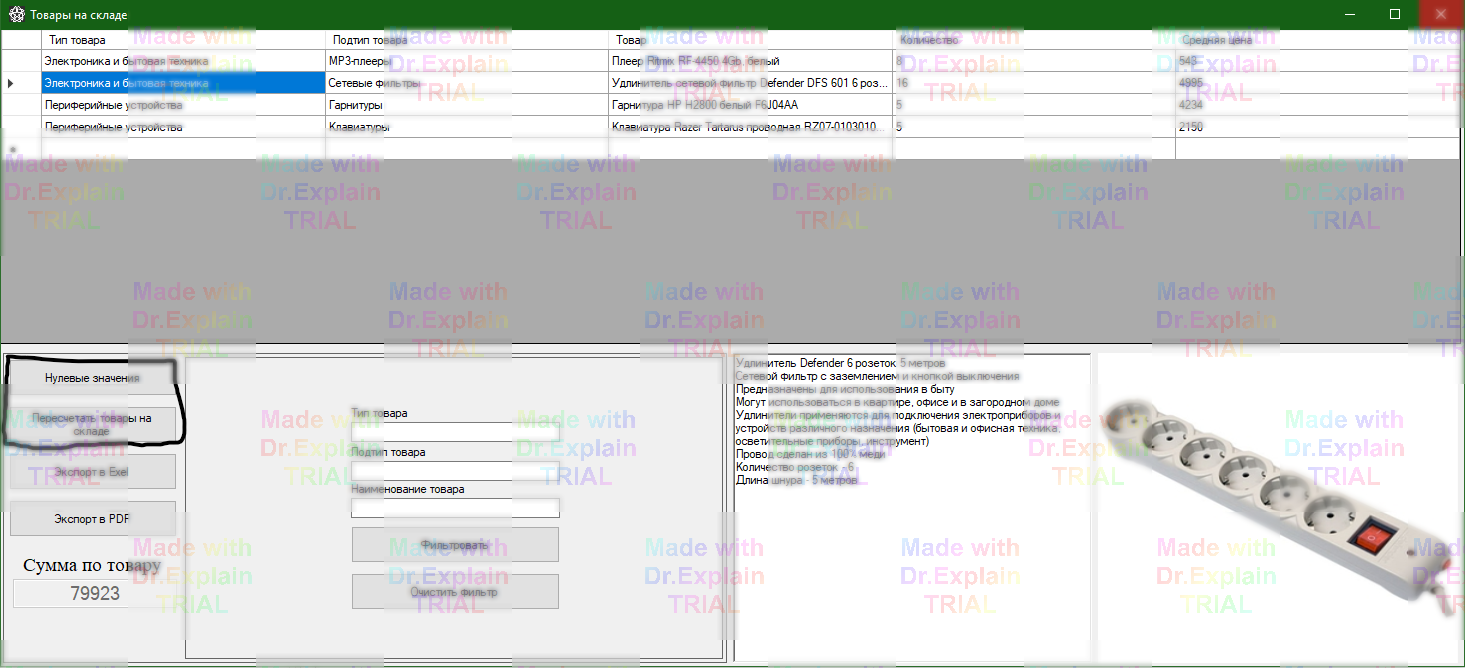 Товары на складе
Тип товара Подтип товара Товар Количество Средняя цена
Электроника и бытовая техника MP3-плееры Плеер Ritmix RF-4450 4Gb, белый 8 543
Электроника и бытовая техника Сетевые фильтры Удлинитель сетевой фильтр Defender DFS 601 6 роз... 16 4995
Периферийные устройства Гарнитуры Гарнитура HP H2800 белый F6J04AA 5 4234
Периферийные устройства Клавиатуры Клавиатура Razer Tartarus проводная RZ07-0103010... 5 2150
Нулевые значения
Пересчетать товары на
складе
Экспорт в Exel
Экспорт в PDF
Сумма по товару
79923
Тип товара
Подтип товара
Наименование товара
Фильтровать
Очистить фильтр
Удлинитель Defender 6 розеток 5 метров
Сетевой фильтр с заземлением и кнопкой выключения
Предназначены для использования в быту
Могут использоваться в квартире, офисе и в загородном доме
Удлинители применяются для подключения электроприборов и
устройств различного назначения (бытовая и офисная техника,
осветительные приборы, инструмент)
Провод сделан из 100% меди
Количество розеток - 6
Длина шнура - 5 метров
Made with
Dr.Explain
TRIAL